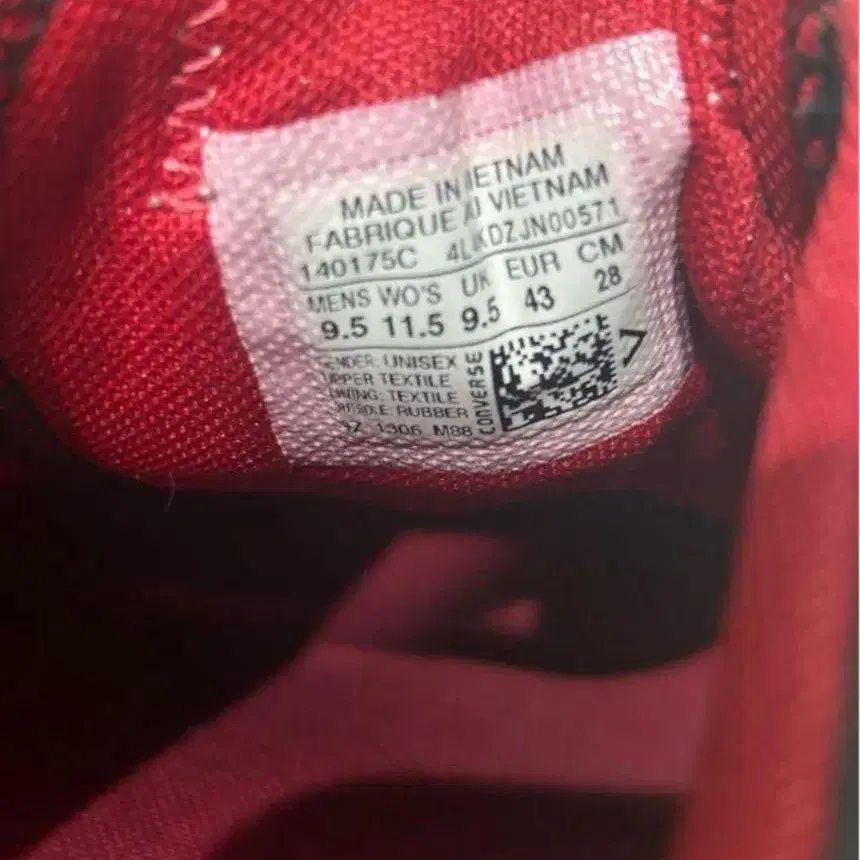 MADE IN VIETNAM
FABRIQUE AU VIETNAM
140175C
MENS WO'S UK EUR CM
9.5 11.5 9.5 43 28
GENDER: UNISEX
UPPER TEXTILE
LINING: TEXTILE
OUTSOLE: RUBBER
1306 M88
CONVERSE